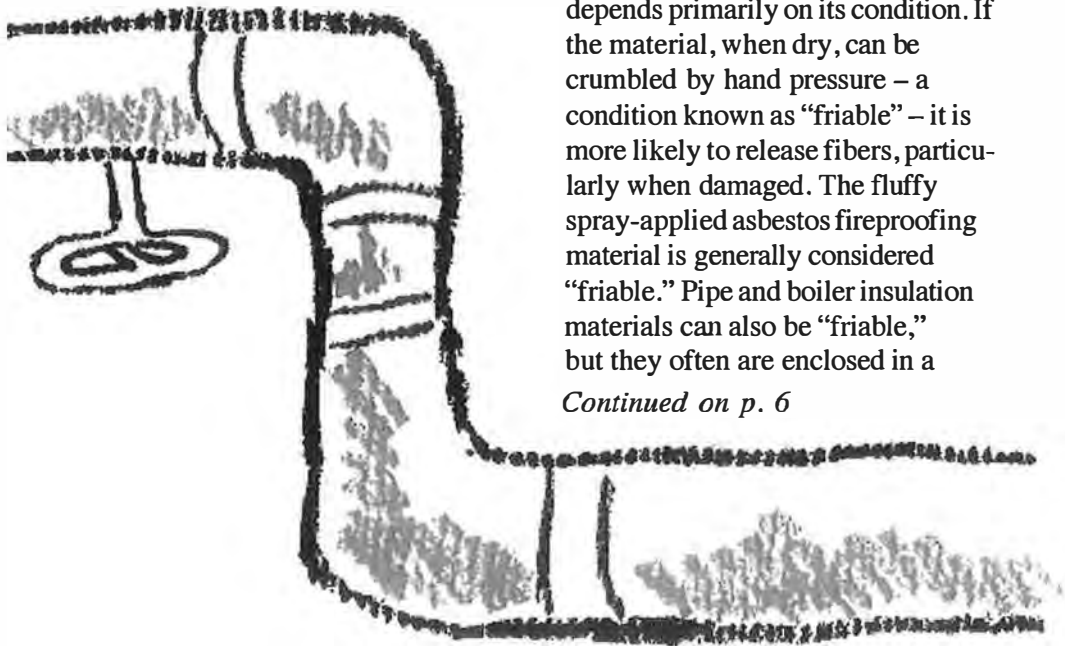 depends primarily on its condition. If
the material, when dry, can be
crumbled by hand pressure – a
condition known as “friable” – it is
more likely to release fibers, particu-
larly when damaged. The fluffy
spray-applied asbestos fireproofing
material is generally considered
“friable.” Pipe and boiler insulation
materials can also be “friable,”
but they often are enclosed in a
Continued on p. 6